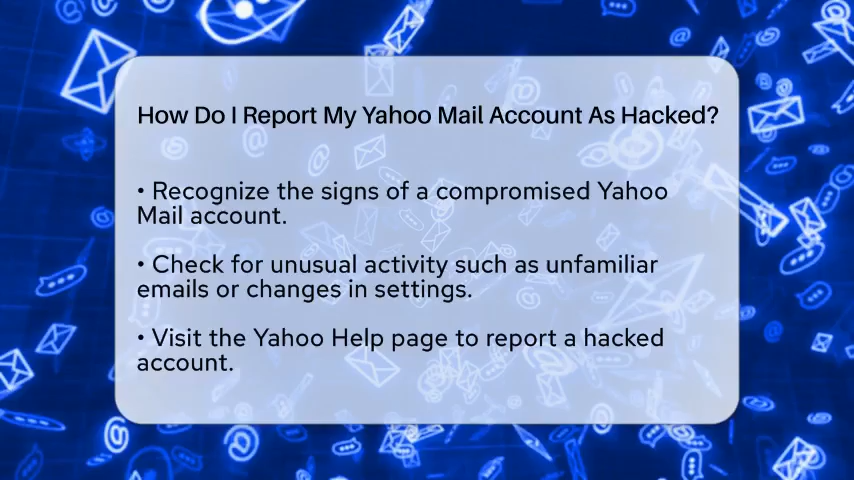 How Do I Report My Yahoo Mail Account As Hacked?
• Recognize the signs of a compromised Yahoo
Mail account.
• Check for unusual activity such as unfamiliar
emails or changes in settings.
• Visit the Yahoo Help page to report a hacked
account.